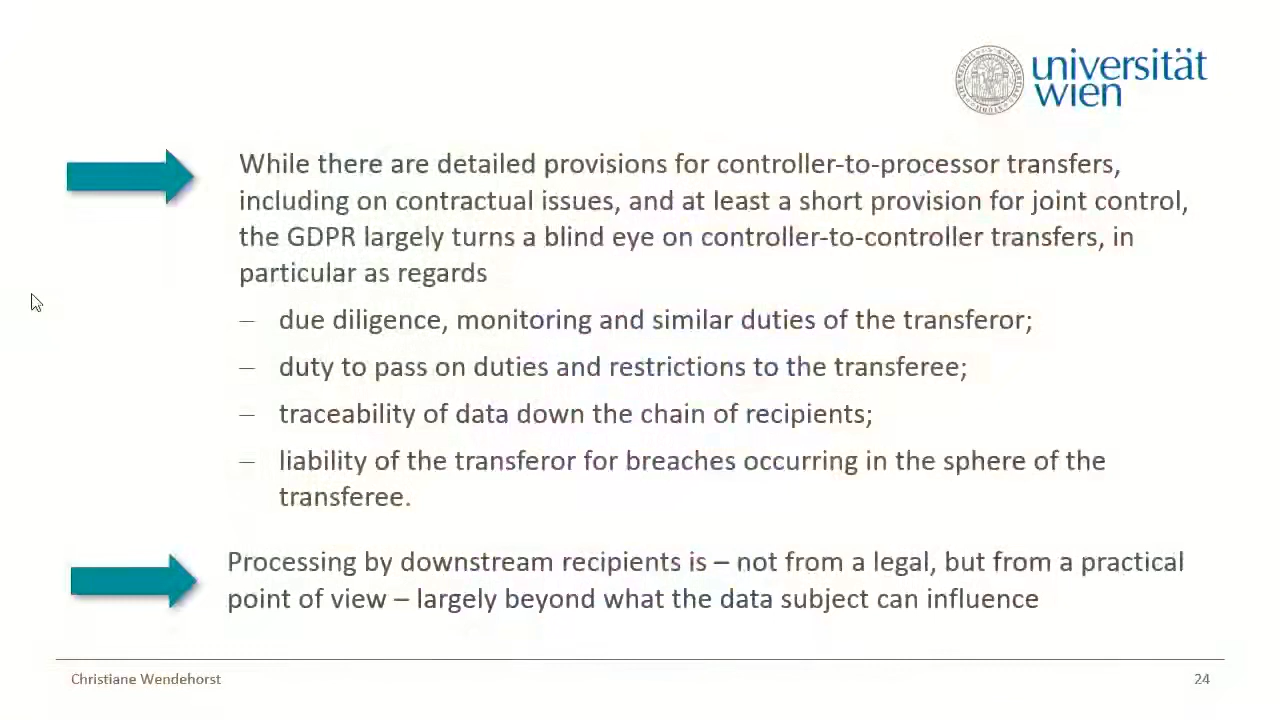 universität
wien
While there are detailed provisions for controller-to-processor transfers,
including on contractual issues, and at least a short provision for joint control,
the GDPR largely turns a blind eye on controller-to-controller transfers, in
particular as regards
– due diligence, monitoring and similar duties of the transferor;
– duty to pass on duties and restrictions to the transferee;
– traceability of data down the chain of recipients;
– liability of the transferor for breaches occurring in the sphere of the
transferee.
Processing by downstream recipients is – not from a legal, but from a practical
point of view – largely beyond what the data subject can influence
Christiane Wendehorst
24